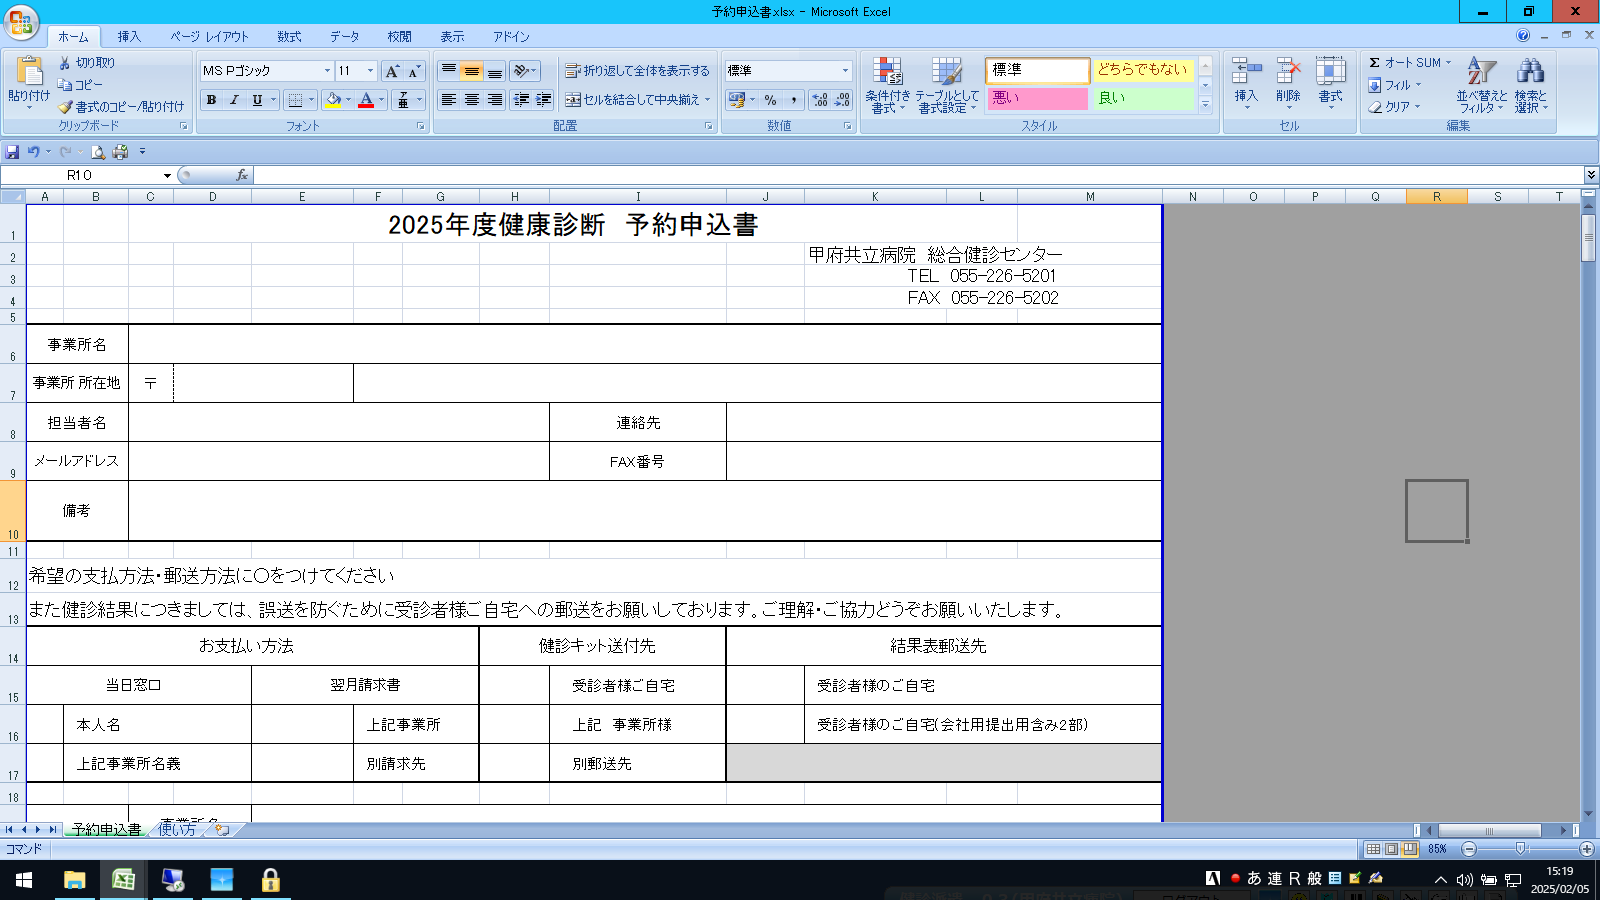 予約申込書.xlsx - Microsoft Excel
ホーム 挿入 ページ レイアウト 数式 データ 校閲 表示 アドイン
貼り付け
切り取り
コピー
書式のコピー/貼り付け
クリップボード
MS Pゴシック 11
B I U
フォント
折り返して全体を表示する
セルを結合して中央揃え
配置
標準
数値
条件付き書式
テーブルとして書式設定
標準 どちらでもない
悪い 良い
スタイル
挿入 削除 書式
セル
Σ オート SUM
フィル
クリア
並べ替えとフィルタ
検索と選択
編集
R10
fx
A B C D E F G H I J K L M N O P Q R S T
1 2025年度健康診断 予約申込書
2 甲府共立病院 総合健診センター
3 TEL 055-226-5201
4 FAX 055-226-5202
5
6 事業所名
7 事業所 所在地 〒
8 担当者名 連絡先
9 メールアドレス FAX番号
10 備考
11
12 希望の支払方法・郵送方法に〇をつけてください
13 また健診結果につきましては、誤送を防ぐために受診者様ご自宅への郵送をお願いしております。ご理解・ご協力どうぞお願いいたします。
14 お支払い方法 健診キット送付先 結果表郵送先
15 当日窓口 翌月請求書 受診者様ご自宅 受診者様のご自宅
16 本人名 上記事業所 上記 事業所様 受診者様のご自宅(会社用提出用含み2部)
17 上記事業所名義 別請求先 別郵送先
18
予約申込書 使い方
コマンド 85%
あ 連 R 般
15:19
2025/02/05